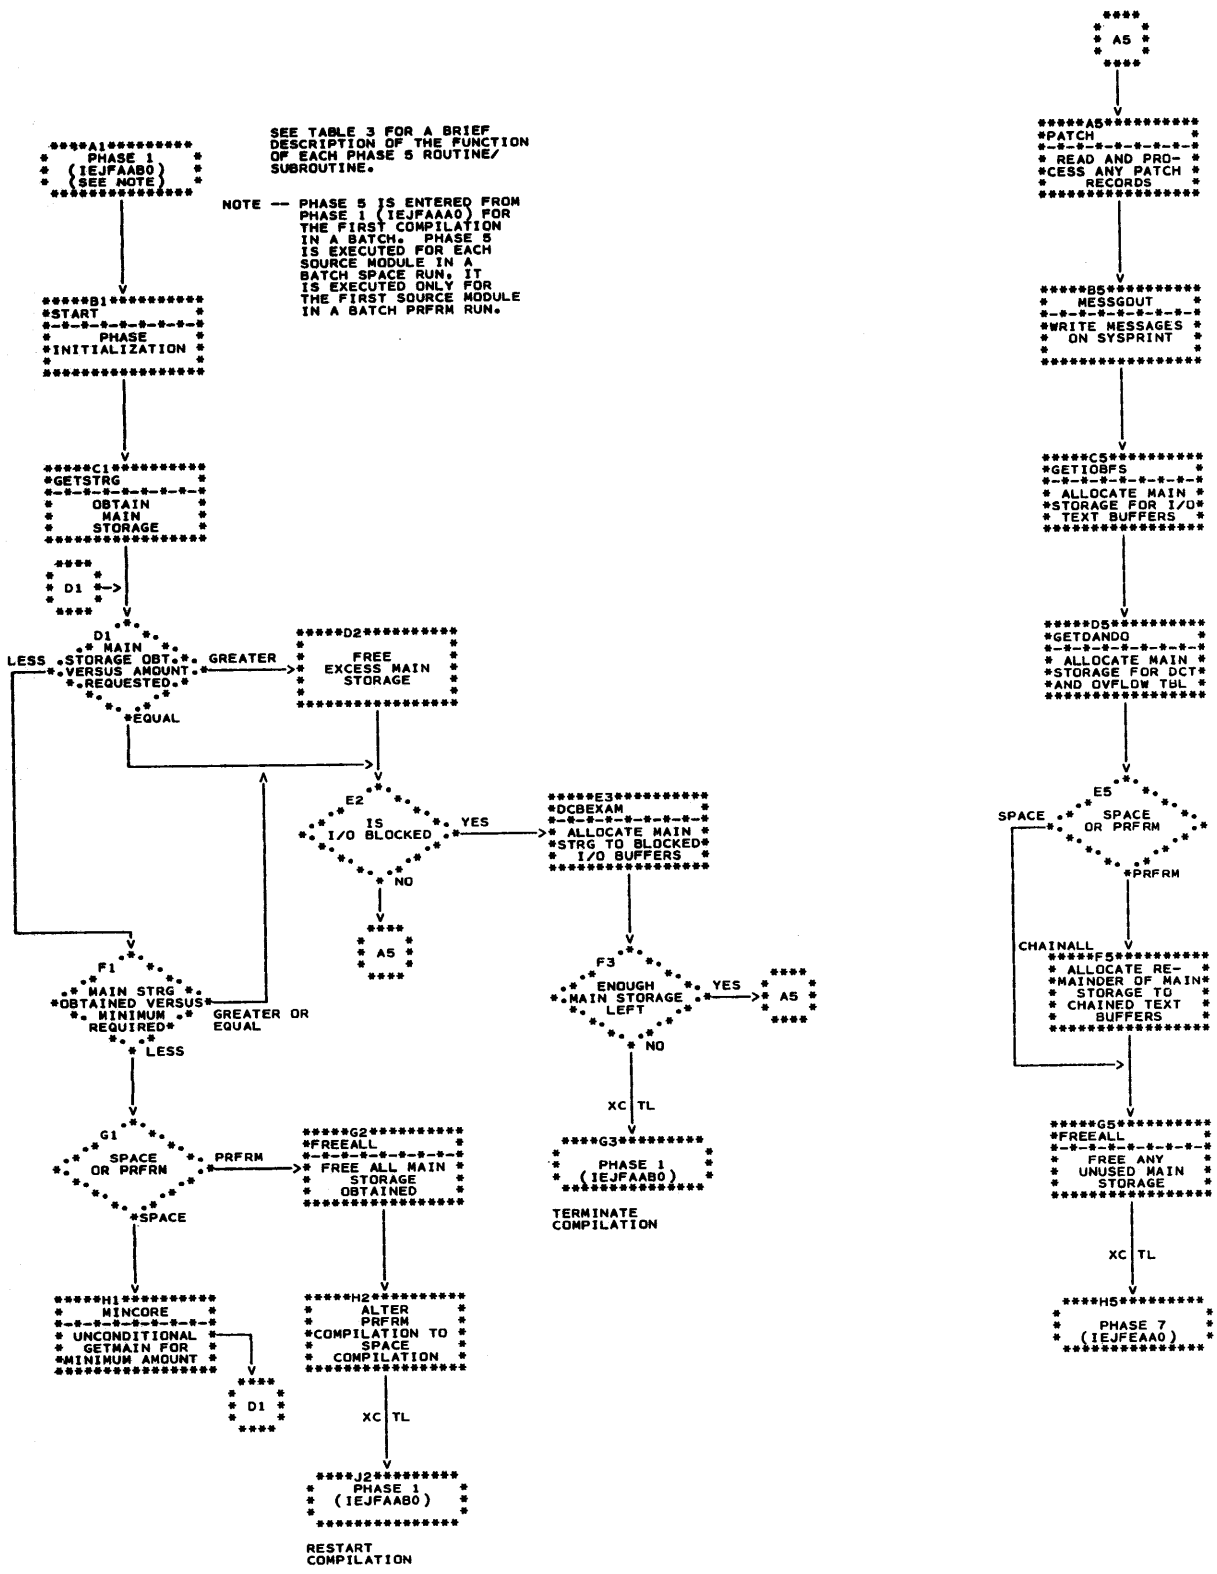 A1
PHASE 1
(IEJFAAB0)
(SEE NOTE)
SEE TABLE 3 FOR A BRIEF
DESCRIPTION OF THE FUNCTION
OF EACH PHASE 5 ROUTINE/
SUBROUTINE.
NOTE -- PHASE 5 IS ENTERED FROM
PHASE 1 (IEJFAAA0) FOR
THE FIRST COMPILATION
IN A BATCH. PHASE 5
IS EXECUTED FOR EACH
SOURCE MODULE IN A
BATCH SPACE RUN. IT
IS EXECUTED ONLY FOR
THE FIRST SOURCE MODULE
IN A BATCH PRFRM RUN.
B1
START
PHASE
INITIALIZATION
C1
GETSTRG
OBTAIN
MAIN
STORAGE
D1
D1
MAIN
STORAGE OBT.
VERSUS AMOUNT
REQUESTED
LESS
GREATER
EQUAL
D2
FREE
EXCESS MAIN
STORAGE
E2
IS
I/O BLOCKED
YES
NO
A5
E3
DCBEXAM
ALLOCATE MAIN
STRG TO BLOCKED
I/O BUFFERS
F3
ENOUGH
MAIN STORAGE
LEFT
YES
A5
NO
XCTL
G3
PHASE 1
(IEJFAAB0)
TERMINATE
COMPILATION
F1
MAIN STRG
OBTAINED VERSUS
MINIMUM
REQUIRED
GREATER OR
EQUAL
LESS
G1
SPACE
OR PRFRM
PRFRM
SPACE
G2
FREEALL
FREE ALL MAIN
STORAGE
OBTAINED
H1
MINCORE
UNCONDITIONAL
GETMAIN FOR
MINIMUM AMOUNT
D1
H2
ALTER
PRFRM
COMPILATION TO
SPACE
COMPILATION
XCTL
J2
PHASE 1
(IEJFAAB0)
RESTART
COMPILATION
A5
A5
PATCH
READ AND PRO-
CESS ANY PATCH
RECORDS
B5
MESSGOUT
WRITE MESSAGES
ON SYSPRINT
C5
GETIOBFS
ALLOCATE MAIN
STORAGE FOR I/O
TEXT BUFFERS
D5
GETDANDO
ALLOCATE MAIN
STORAGE FOR DCT
AND OVFLOW TBL
E5
SPACE
OR PRFRM
SPACE
PRFRM
CHAINALL
F5
ALLOCATE RE-
MAINDER OF MAIN
STORAGE TO
CHAINED TEXT
BUFFERS
G5
FREEALL
FREE ANY
UNUSED MAIN
STORAGE
XCTL
H5
PHASE 7
(IEJFEAA0)